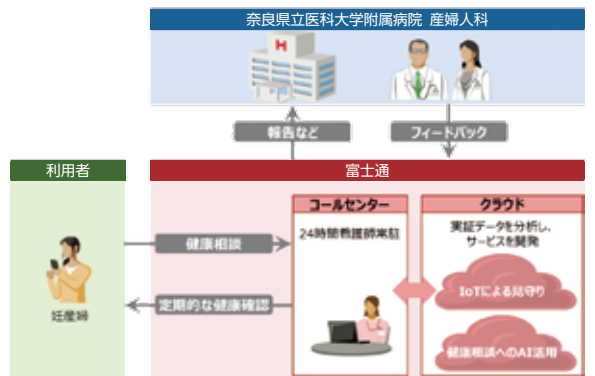 奈良県立医科大学附属病院 産婦人科
H
報告など
フィードバック
利用者
富士通
コールセンター
クラウド
24時間看護師常駐
実証データを分析し、
サービスを開発
健康相談
IoTによる見守り
定期的な健康確認
妊産婦
健康相談へのAI活用